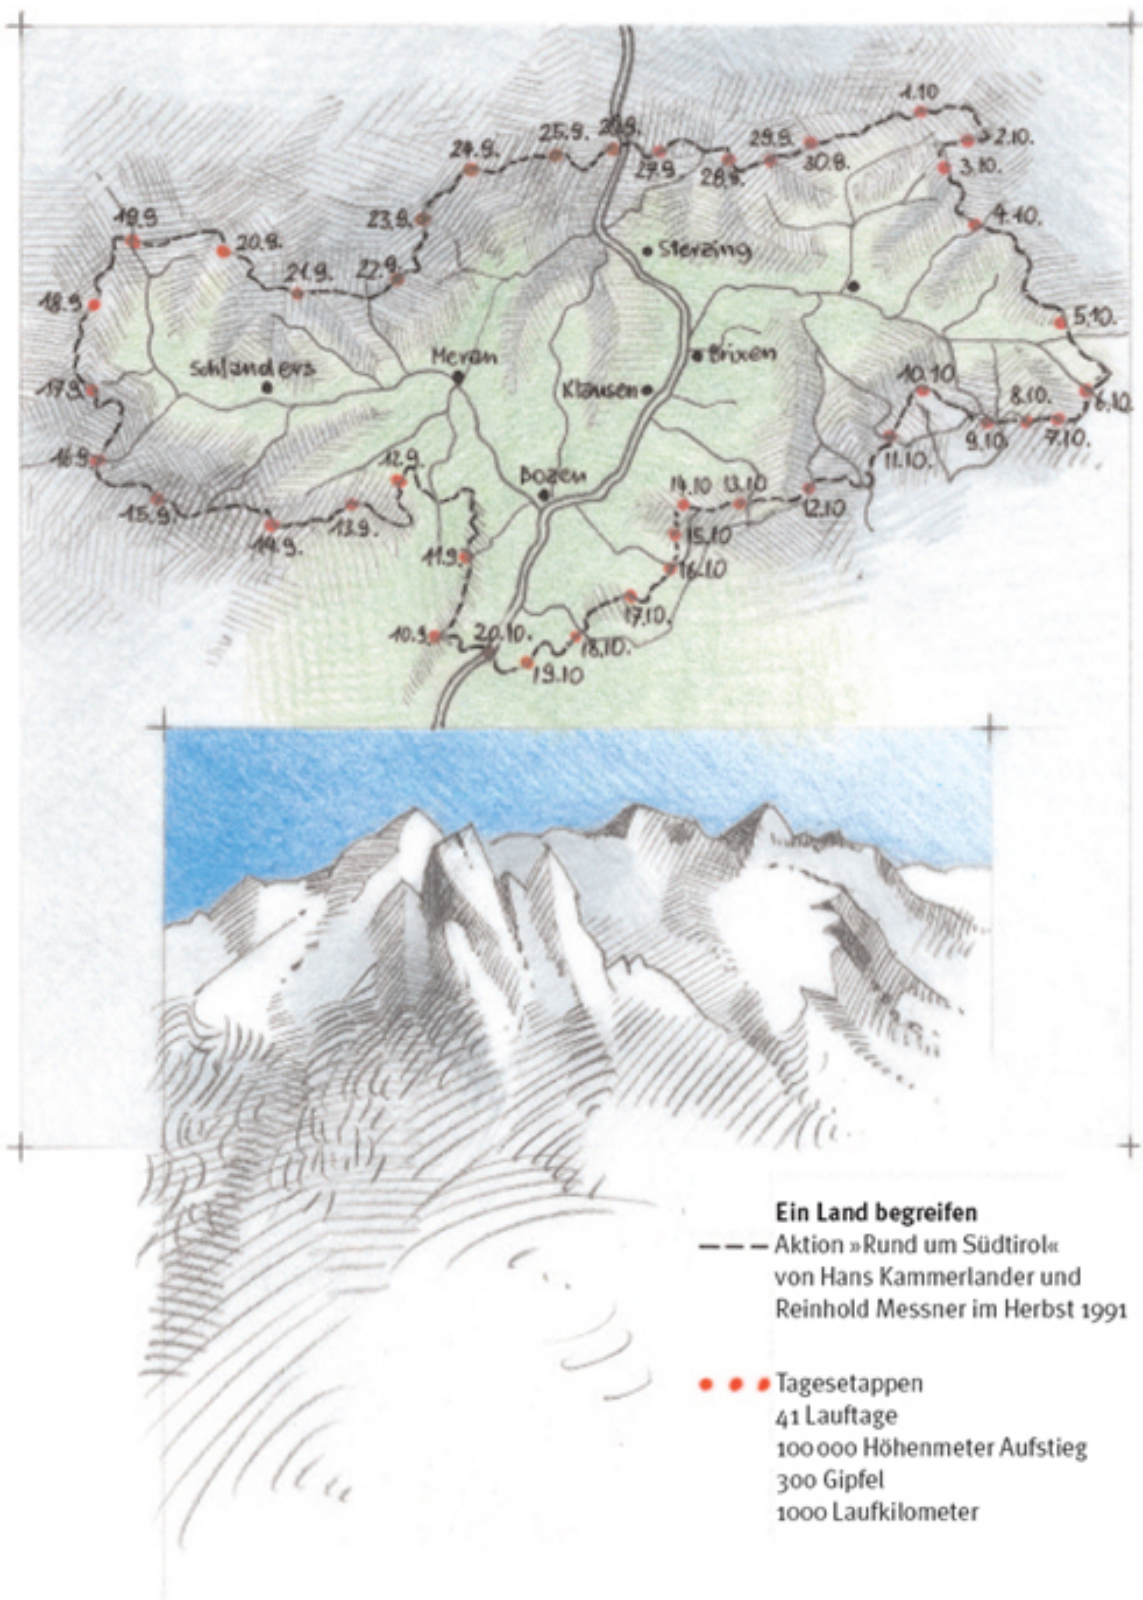 1.10
25.9.
26.9.
29.9.
2.10.
24.9.
27.9
28.9.
30.9.
3.10.
19.9
23.9.
4.10.
20.9.
Sterzing
21.9.
22.9.
18.9
5.10.
Schlanders
Meran
Brixen
17.9.
Klausen
10.10
8.10.
6.10.
16.9.
12.9.
9.10.
7.10.
11.10.
Bozen
14.10
13.10
15.9.
13.9.
12.10
14.9.
11.9.
15.10
16.10
17.10.
10.9.
20.10.
18.10.
19.10
Ein Land begreifen
Aktion »Rund um Südtirol«
von Hans Kammerlander und
Reinhold Messner im Herbst 1991
Tagesetappen
41 Lauftage
100 000 Höhenmeter Aufstieg
300 Gipfel
1000 Laufkilometer